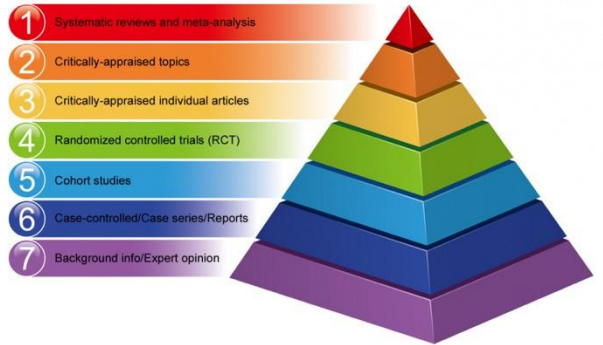 1 Systematic reviews and meta-analysis
2 Critically-appraised topics
3 Critically-appraised individual articles
4 Randomized controlled trials (RCT)
5 Cohort studies
6 Case-controlled/Case series/Reports
7 Background info/Expert opinion